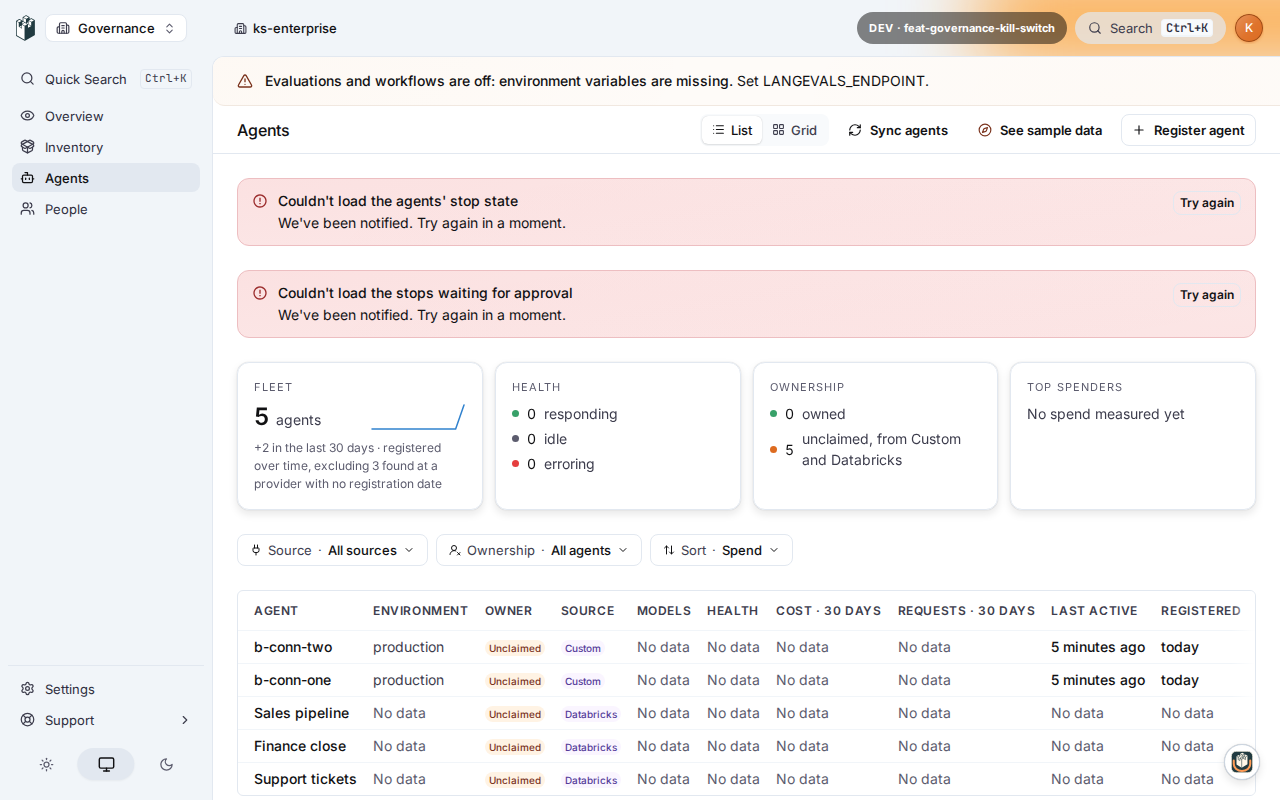 Governance
ks-enterprise
DEV · feat-governance-kill-switch
Search Ctrl+K
K
Quick Search Ctrl+K
Overview
Inventory
Agents
People
Settings
Support
Evaluations and workflows are off: environment variables are missing. Set LANGEVALS_ENDPOINT.
Agents
List
Grid
Sync agents
See sample data
Register agent
Couldn't load the agents' stop state
We've been notified. Try again in a moment.
Try again
Couldn't load the stops waiting for approval
We've been notified. Try again in a moment.
Try again
FLEET
5 agents
+2 in the last 30 days · registered
over time, excluding 3 found at a
provider with no registration date
HEALTH
0 responding
0 idle
0 erroring
OWNERSHIP
0 owned
5 unclaimed, from Custom
and Databricks
TOP SPENDERS
No spend measured yet
Source · All sources
Ownership · All agents
Sort · Spend
AGENT ENVIRONMENT OWNER SOURCE MODELS HEALTH COST · 30 DAYS REQUESTS · 30 DAYS LAST ACTIVE REGISTERED
b-conn-two production Unclaimed Custom No data No data No data No data 5 minutes ago today
b-conn-one production Unclaimed Custom No data No data No data No data 5 minutes ago today
Sales pipeline No data Unclaimed Databricks No data No data No data No data No data No data
Finance close No data Unclaimed Databricks No data No data No data No data No data No data
Support tickets No data Unclaimed Databricks No data No data No data No data No data No data